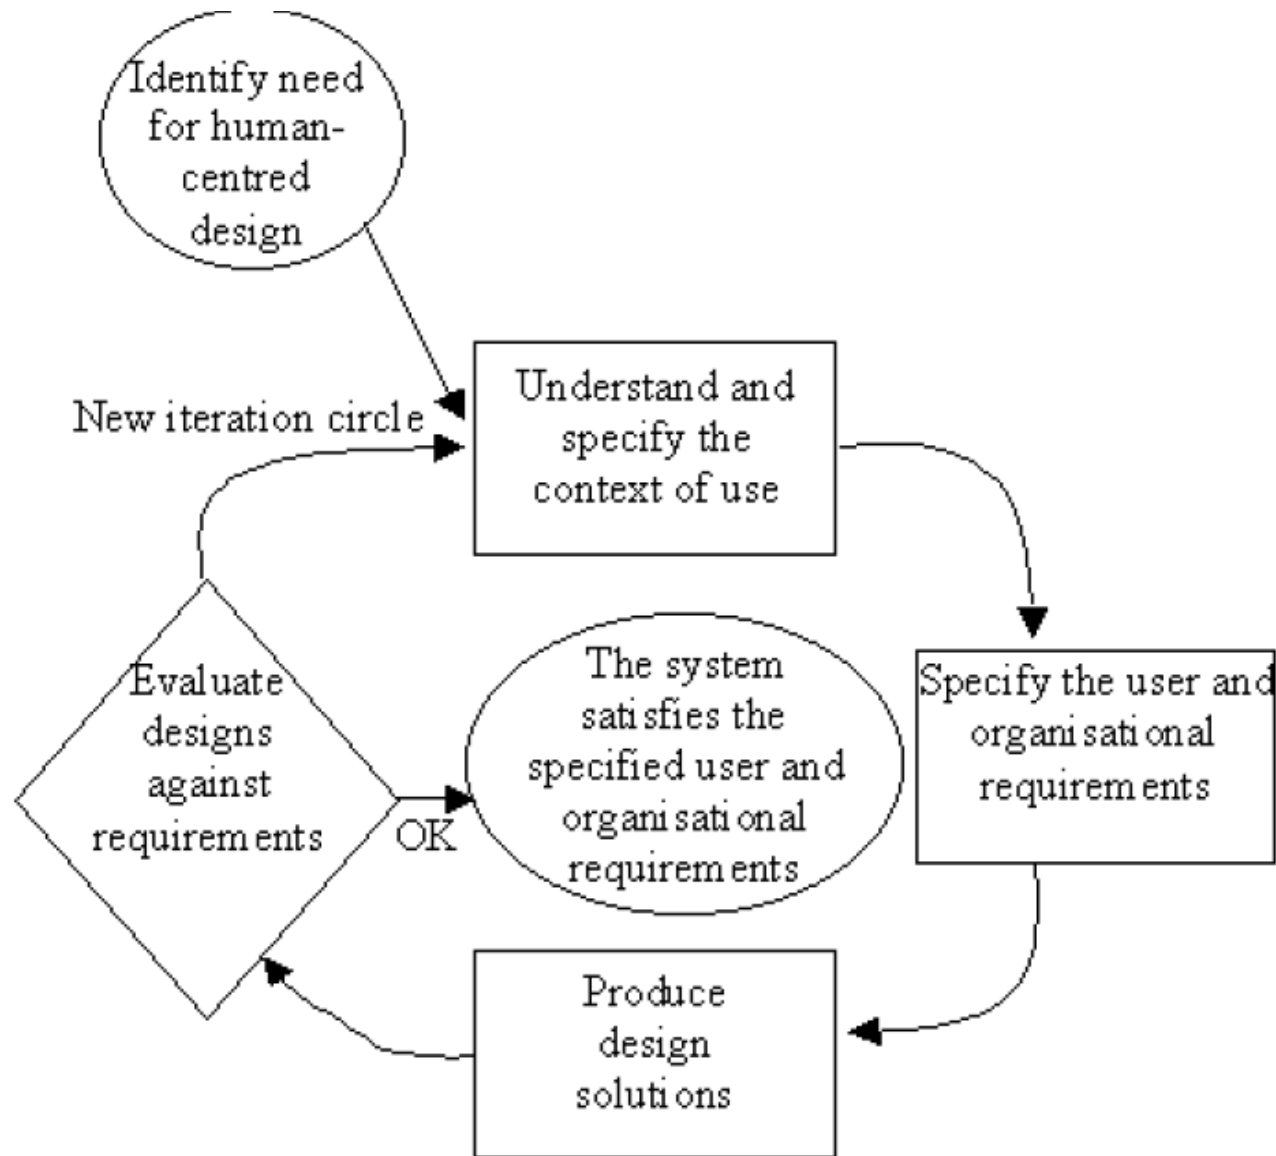 Identify need
for human-
centred
design
New iteration circle
Understand and
specify the
context of use
Specify the user and
organisational
requirements
Produce
design
solutions
Evaluate
designs
against
requirements
OK
The system
satisfies the
specified user and
organisational
requirements